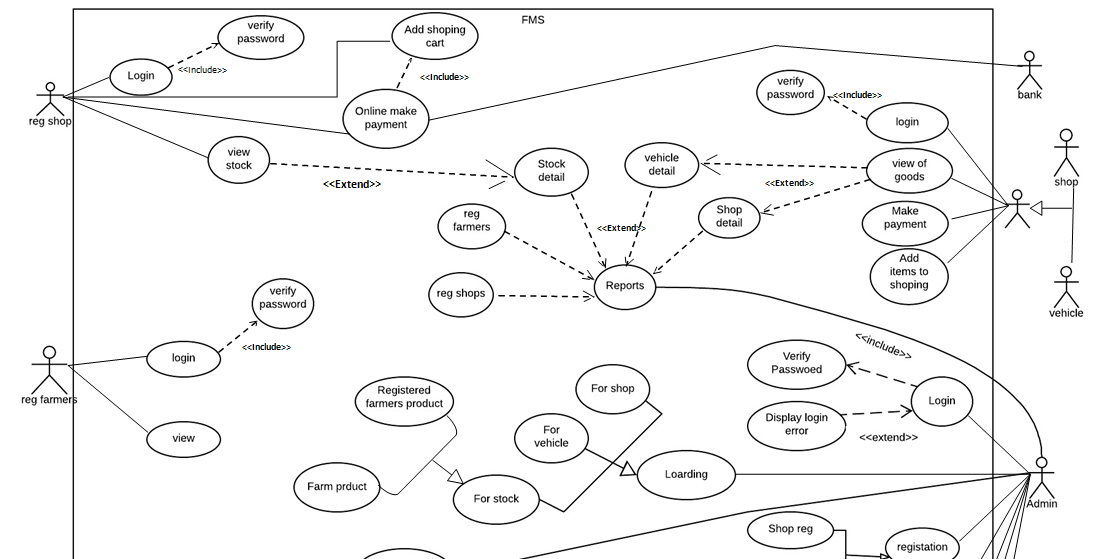 FMS
verify
password
Login
<<Include>>
Add shoping
cart
<<Include>>
Online make
payment
reg shop
bank
verify
password
<<Include>>
login
view
stock
<<Extend>>
Stock
detail
vehicle
detail
<<Extend>>
view of
goods
shop
Shop
detail
Make
payment
reg
farmers
<<Extend>>
Add
items to
shoping
reg shops
Reports
vehicle
verify
password
<<Include>>
login
reg farmers
view
<<include>>
Verify
Passwoed
Login
Display login
error
<<extend>>
Registered
farmers product
For shop
For
vehicle
Loarding
Farm prduct
For stock
Admin
Shop reg
registation